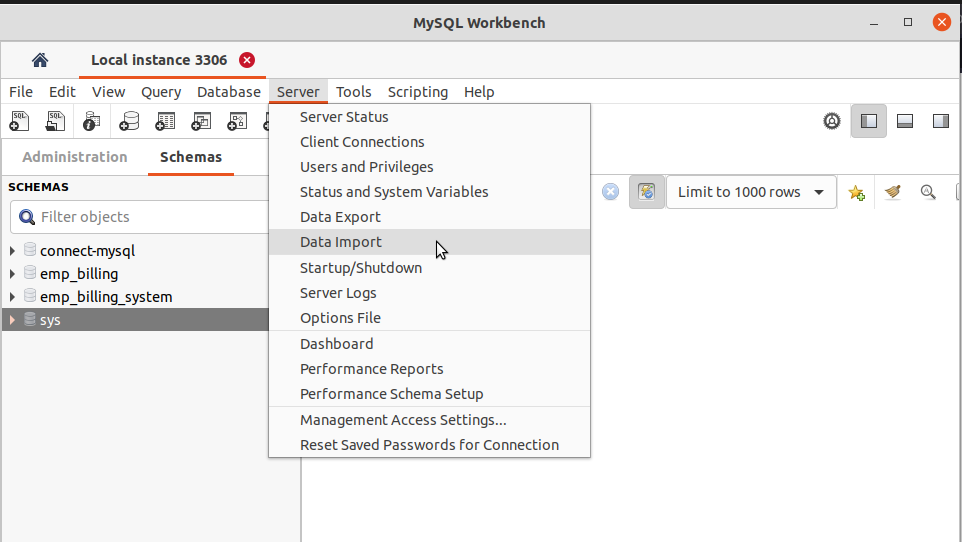 MySQL Workbench
Local instance 3306
File Edit View Query Database Server Tools Scripting Help
SQL SQL
Administration Schemas
SCHEMAS
Filter objects
connect-mysql
emp_billing
emp_billing_system
sys
Server Status
Client Connections
Users and Privileges
Status and System Variables
Data Export
Data Import
Startup/Shutdown
Server Logs
Options File
Dashboard
Performance Reports
Performance Schema Setup
Management Access Settings...
Reset Saved Passwords for Connection
Limit to 1000 rows